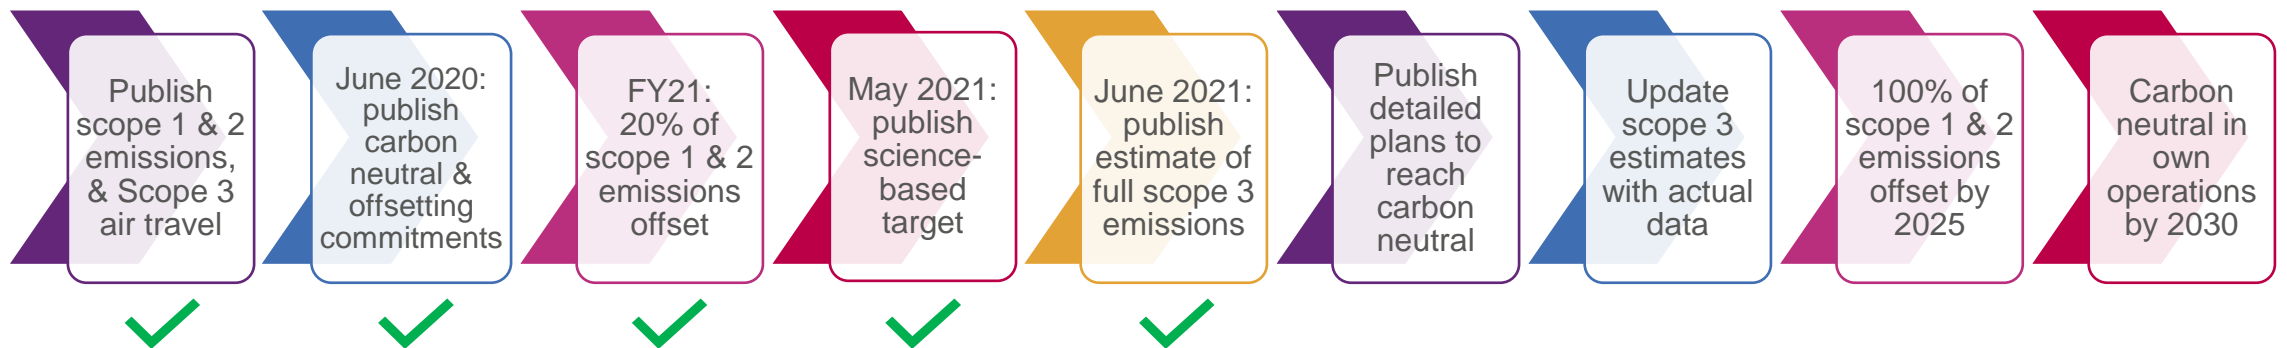 Publish
scope 1 & 2
emissions,
& Scope 3
air travel
June 2020:
publish
carbon
neutral &
offsetting
commitments
FY21:
20% of
scope 1 & 2
emissions
offset
May 2021:
publish
science-
based
target
June 2021:
publish
estimate of
full scope 3
emissions
Publish
detailed
plans to
reach
carbon
neutral
Update
scope 3
estimates
with actual
data
100% of
scope 1 & 2
emissions
offset by
2025
Carbon
neutral in
own
operations
by 2030